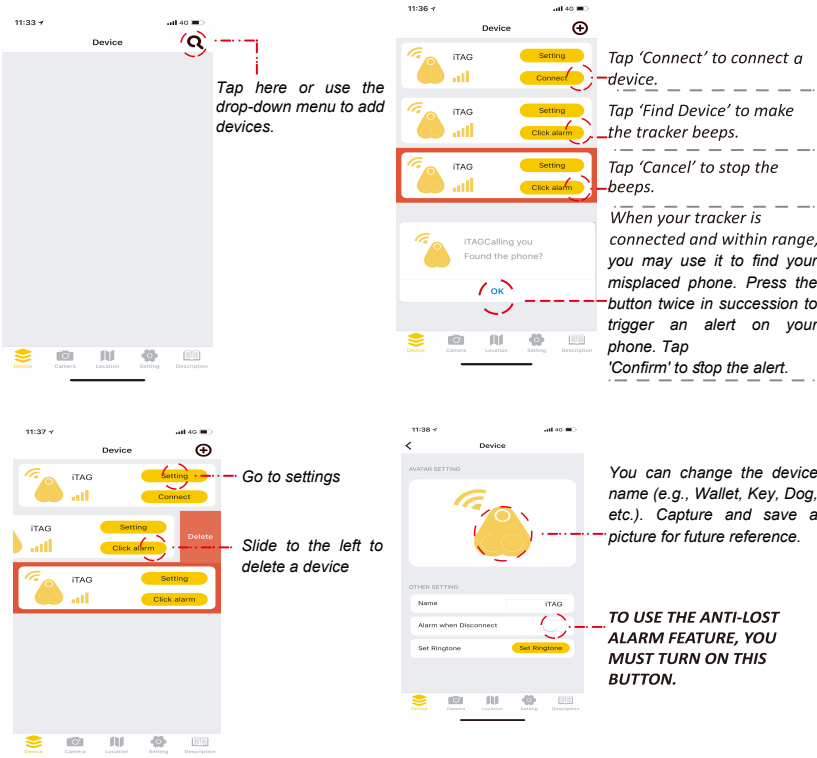 11:33
4G
Device
Tap here or use the
drop-down menu to add
devices.
Device
Camera
Location
Setting
Description
11:36
4G
Device
iTAG
Setting
Connect
iTAG
Setting
Click alarm
iTAG
Setting
Click alarm
iTAGCalling you
Found the phone?
OK
Device
Camera
Location
Setting
Description
Tap ‘Connect’ to connect a
device.
Tap ‘Find Device’ to make
the tracker beeps.
Tap ‘Cancel’ to stop the
beeps.
When your tracker is
connected and within range,
you may use it to find your
misplaced phone. Press the
button twice in succession to
trigger an alert on your
phone. Tap
'Confirm' to stop the alert.
11:37
4G
Device
iTAG
Setting
Connect
iTAG
Setting
Click alarm
Delete
iTAG
Setting
Click alarm
Device
Camera
Location
Setting
Description
Go to settings
Slide to the left to
delete a device
11:38
4G
Device
AVATAR SETTING
OTHER SETTING
Name
iTAG
Alarm when Disconnect
Set Ringtone
Set Ringtone
Device
Camera
Location
Setting
Description
You can change the device
name (e.g., Wallet, Key, Dog,
etc.). Capture and save a
picture for future reference.
TO USE THE ANTI-LOST
ALARM FEATURE, YOU
MUST TURN ON THIS
BUTTON.